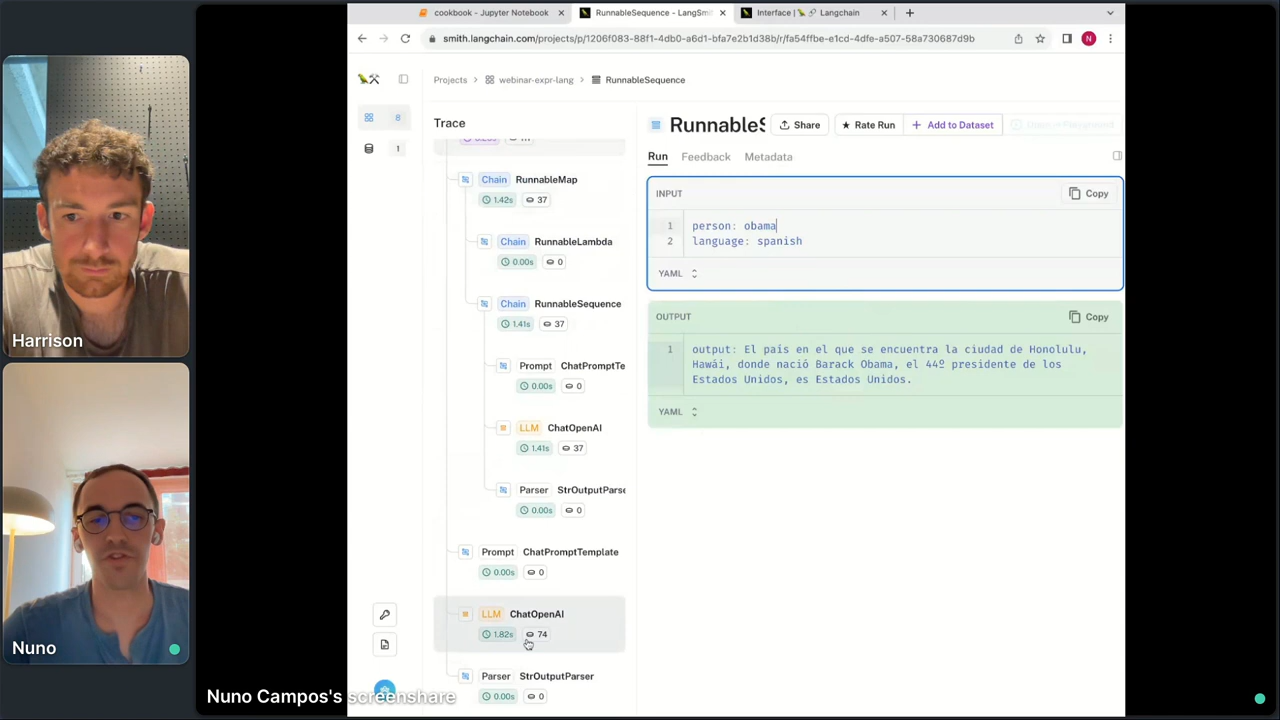 Harrison
Nuno
cookbook - Jupyter Notebook
RunnableSequence - LangSmi
Interface | Langchain
smith.langchain.com/projects/p/1206f083-88f1-4db0-a6d1-bfa7e2b1d38b/r/fa54ffbe-e1cd-4dfe-a507-58a730687d9b
N
Projects > webinar-expr-lang > RunnableSequence
8
1
Trace
Chain RunnableMap
1.42s 37
Chain RunnableLambda
0.00s 0
Chain RunnableSequence
1.41s 37
Prompt ChatPromptTe
0.00s 0
LLM ChatOpenAI
1.41s 37
Parser StrOutputParse
0.00s 0
Prompt ChatPromptTemplate
0.00s 0
LLM ChatOpenAI
1.82s 74
Parser StrOutputParser
0.00s 0
RunnableS
Share
Rate Run
Add to Dataset
Run Feedback Metadata
INPUT
Copy
1 person: obama
2 language: spanish
YAML
OUTPUT
Copy
1 output: El país en el que se encuentra la ciudad de Honolulu,
Hawái, donde nació Barack Obama, el 44º presidente de los
Estados Unidos, es Estados Unidos.
YAML
Nuno Campos's screenshare